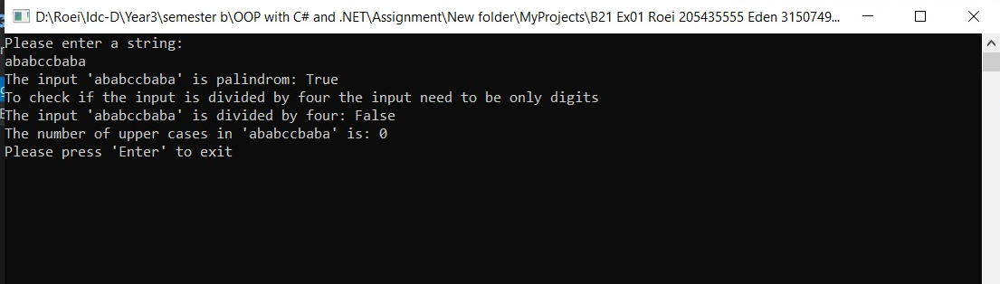 D:\Roei\Idc-D\Year3\semester b\OOP with C# and .NET\Assignment\New folder\MyProjects\B21 Ex01 Roei 205435555 Eden 3150749...
Please enter a string:
ababccbaba
The input 'ababccbaba' is palindrom: True
To check if the input is divided by four the input need to be only digits
The input 'ababccbaba' is divided by four: False
The number of upper cases in 'ababccbaba' is: 0
Please press 'Enter' to exit